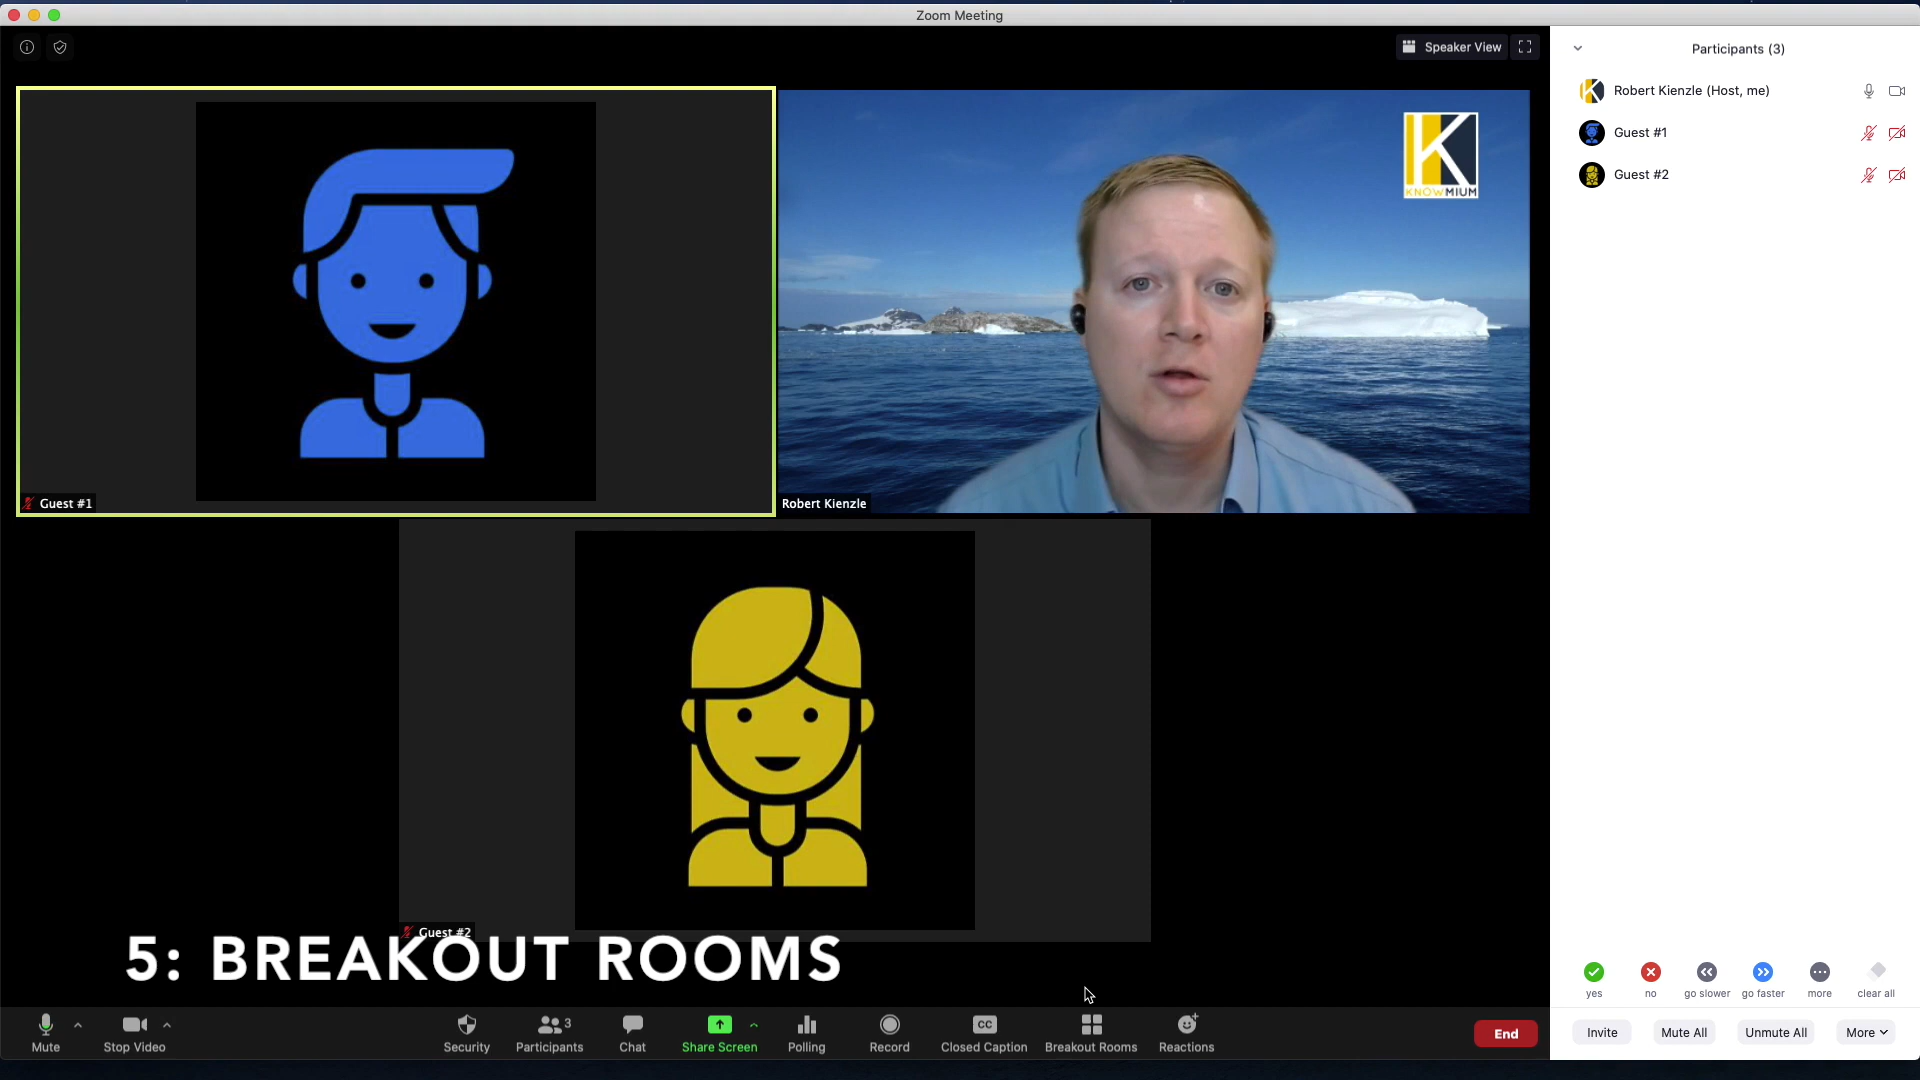 Zoom Meeting
Speaker View
Participants (3)
Robert Kienzle (Host, me)
Guest #1
Guest #2
KNOWMIUM
Guest #1
Robert Kienzle
Guest #2
5: BREAKOUT ROOMS
yes
no
go slower
go faster
more
clear all
Mute
Stop Video
Security
Participants
3
Chat
Share Screen
Polling
Record
CC
Closed Caption
Breakout Rooms
Reactions
End
Invite
Mute All
Unmute All
More